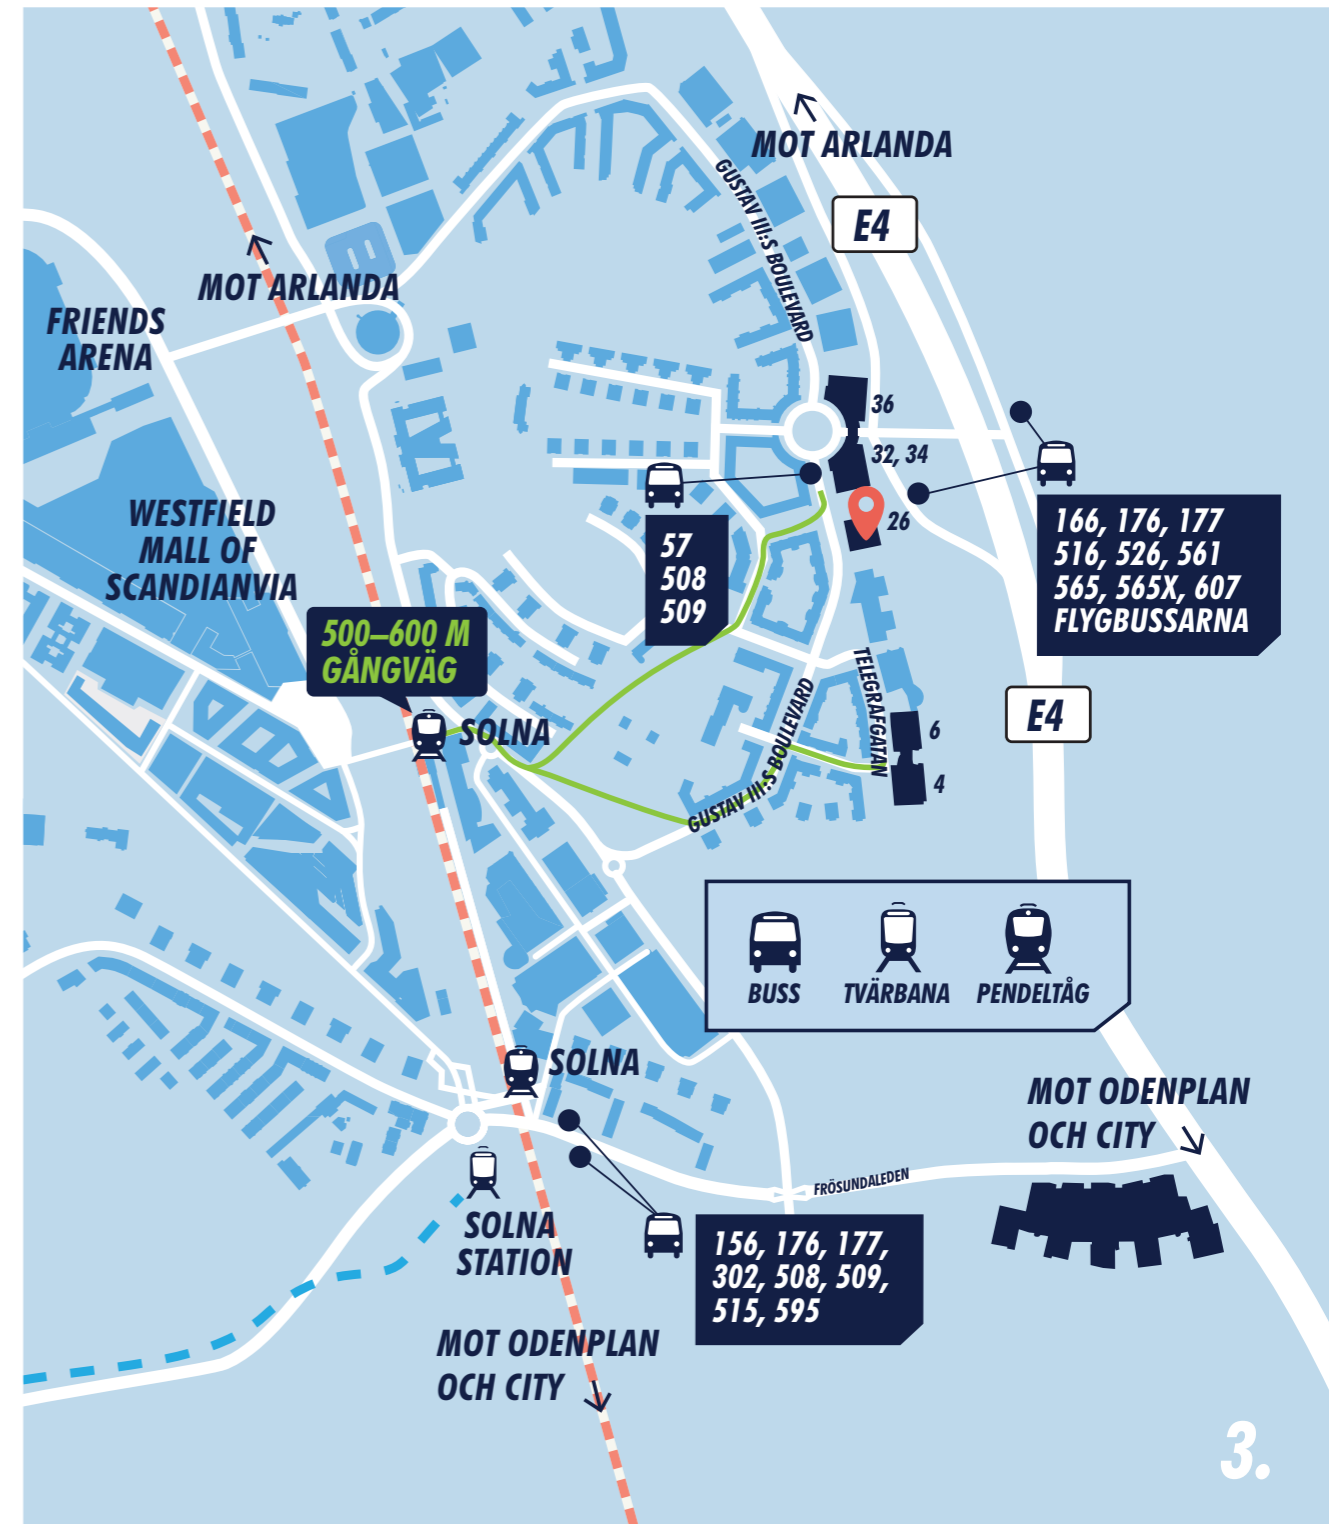 MOT ARLANDA
GUSTAV III:S BOULEVARD
E4
MOT ARLANDA
FRIENDS
ARENA
36
32, 34
26
WESTFIELD
MALL OF
SCANDIANVIA
57
508
509
166, 176, 177
516, 526, 561
565, 565X, 607
FLYGBUSSARNA
500–600 M
GÅNGVÄG
SOLNA
TELEGRAFGATAN
GUSTAV III:S BOULEVARD
E4
6
4
BUSS
TVÄRBANA
PENDELTÅG
SOLNA
MOT ODENPLAN
OCH CITY
FRÖSUNDALEDEN
SOLNA
STATION
156, 176, 177,
302, 508, 509,
515, 595
MOT ODENPLAN
OCH CITY
3.